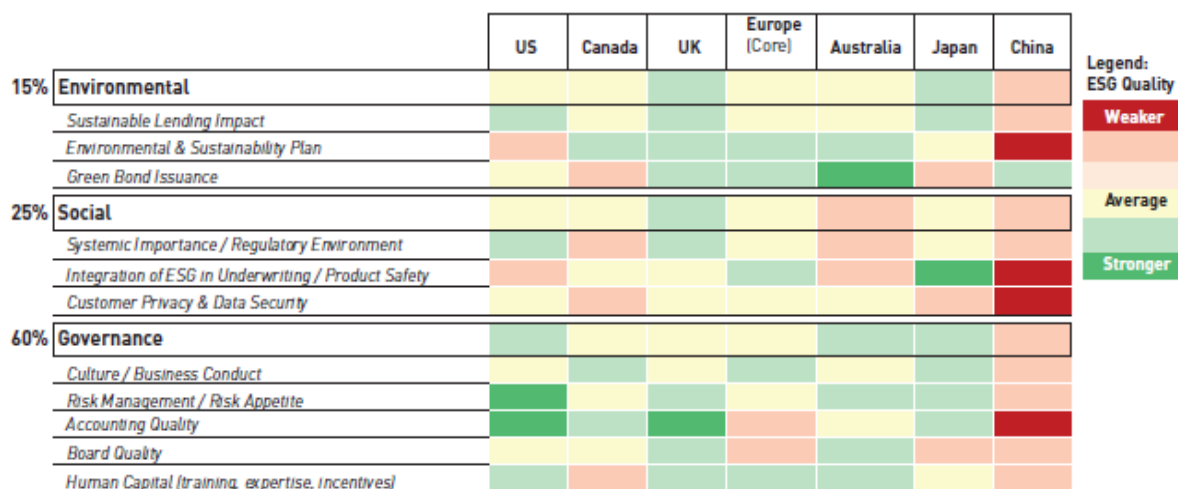 US Canada UK Europe (Core) Australia Japan China
Legend:
ESG Quality
Weaker
Average
Stronger
15% Environmental
Sustainable Lending Impact
Environmental & Sustainability Plan
Green Bond Issuance
25% Social
Systemic Importance / Regulatory Environment
Integration of ESG in Underwriting / Product Safety
Customer Privacy & Data Security
60% Governance
Culture / Business Conduct
Risk Management / Risk Appetite
Accounting Quality
Board Quality
Human Capital (training, expertise, incentives)